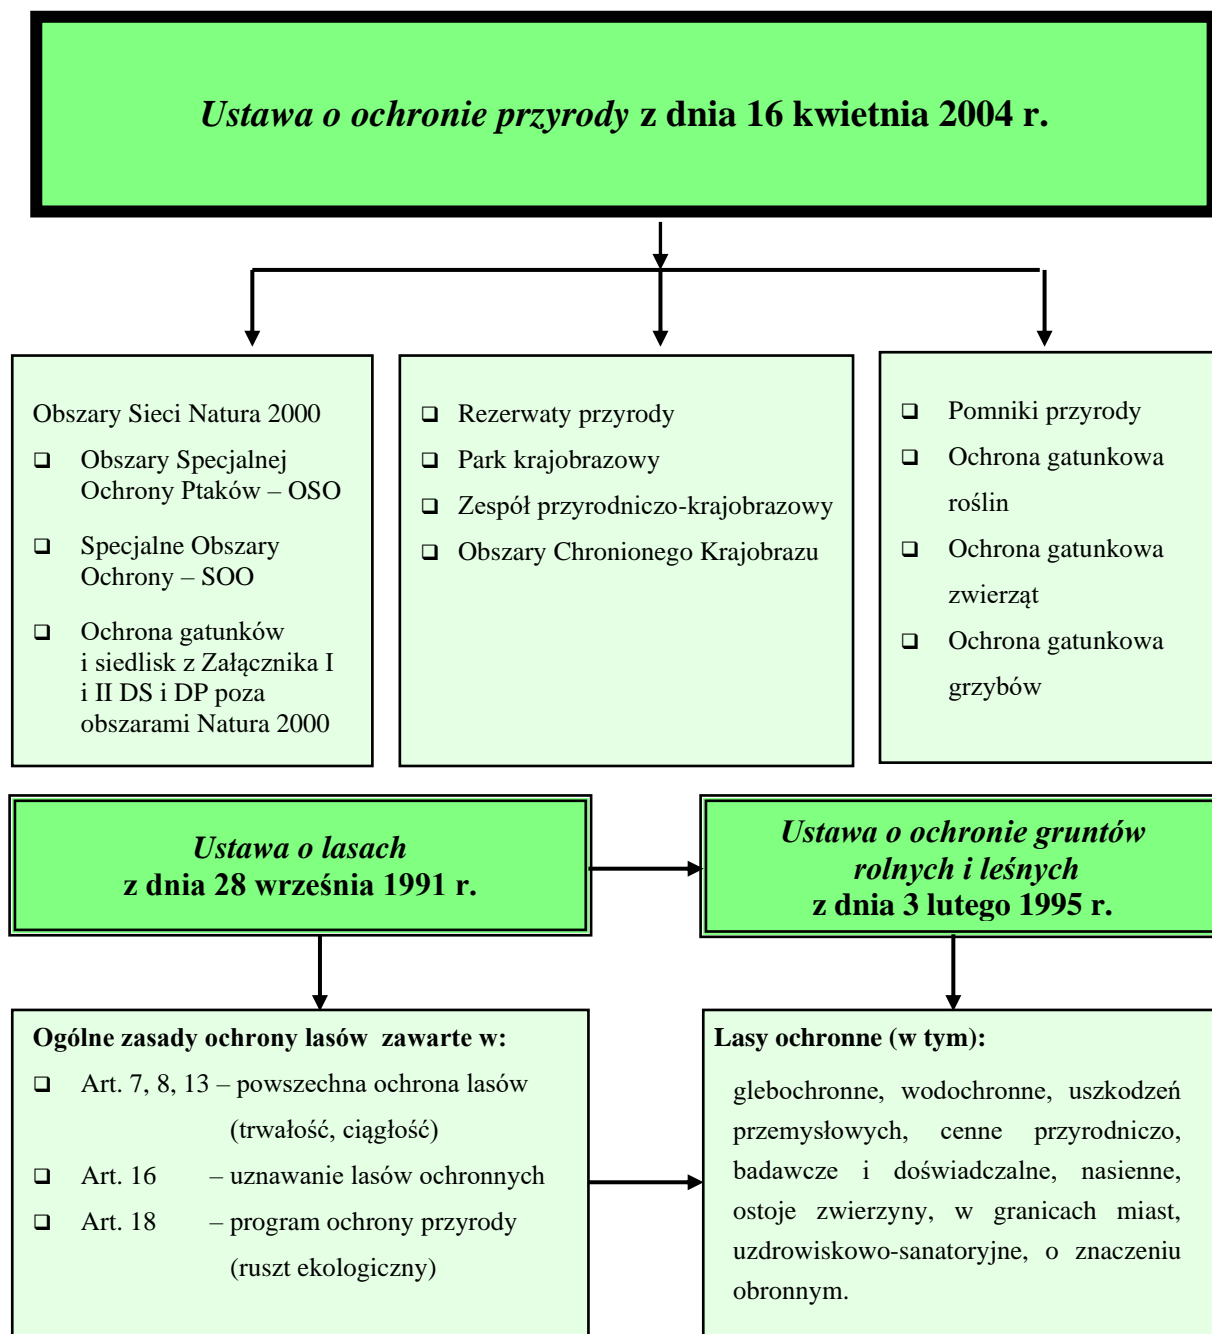 Ustawa o ochronie przyrody z dnia 16 kwietnia 2004 r.
Obszary Sieci Natura 2000
❑ Obszary Specjalnej
Ochrony Ptaków – OSO
❑ Specjalne Obszary
Ochrony – SOO
❑ Ochrona gatunków
i siedlisk z Załącznika I
i II DS i DP poza
obszarami Natura 2000
❑ Rezerwaty przyrody
❑ Park krajobrazowy
❑ Zespół przyrodniczo-krajobrazowy
❑ Obszary Chronionego Krajobrazu
❑ Pomniki przyrody
❑ Ochrona gatunkowa
roślin
❑ Ochrona gatunkowa
zwierząt
❑ Ochrona gatunkowa
grzybów
Ustawa o lasach
z dnia 28 września 1991 r.
Ustawa o ochronie gruntów
rolnych i leśnych
z dnia 3 lutego 1995 r.
Ogólne zasady ochrony lasów zawarte w:
❑ Art. 7, 8, 13 – powszechna ochrona lasów
(trwałość, ciągłość)
❑ Art. 16 – uznawanie lasów ochronnych
❑ Art. 18 – program ochrony przyrody
(ruszt ekologiczny)
Lasy ochronne (w tym):
glebochronne, wodochronne, uszkodzeń
przemysłowych, cenne przyrodniczo,
badawcze i doświadczalne, nasienne,
ostoje zwierzyny, w granicach miast,
uzdrowiskowo-sanatoryjne, o znaczeniu
obronnym.